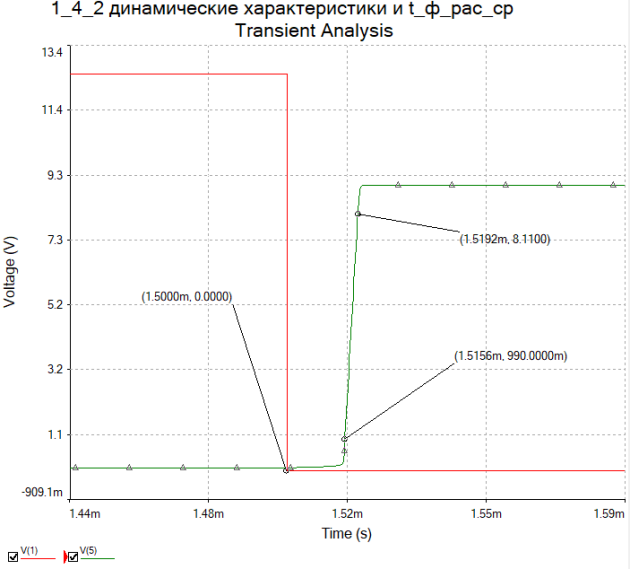 1_4_2 динамические характеристики и t_ф_рас_ср
Transient Analysis
13.4
11.4
9.3
7.3
5.2
3.2
1.1
-909.1m
Voltage (V)
(1.5192m, 8.1100)
(1.5000m, 0.0000)
(1.5156m, 990.0000m)
1.44m 1.48m 1.52m 1.55m 1.59m
Time (s)
V(1) V(5)